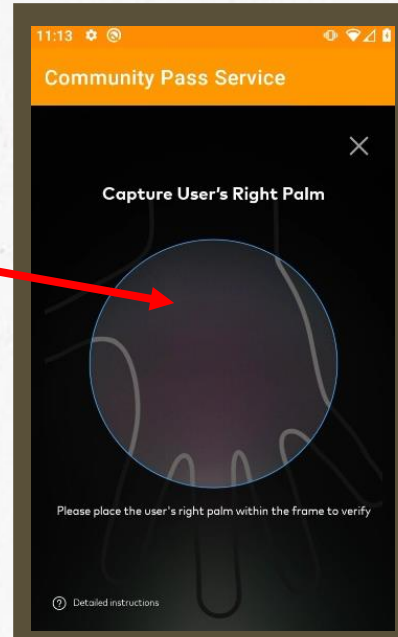 11:13
Community Pass Service
Capture User's Right Palm
Please place the user's right palm within the frame to verify
? Detailed instructions